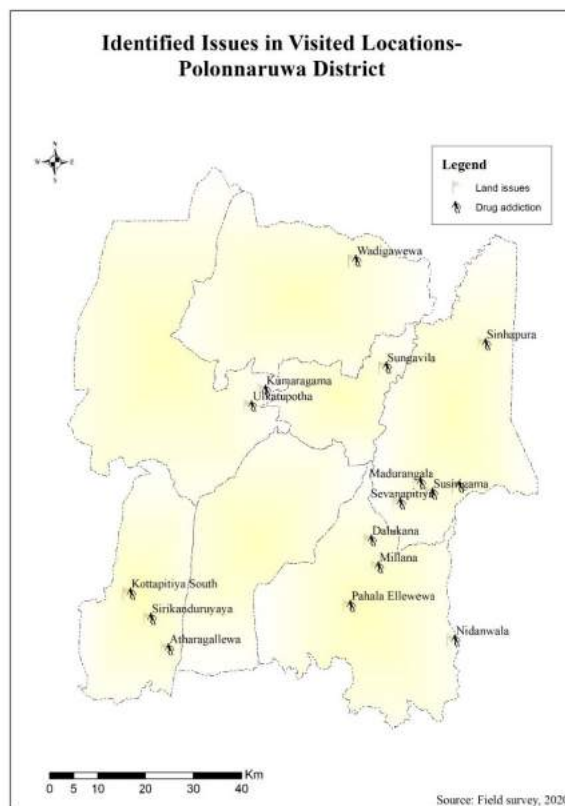 Identified Issues in Visited Locations-
Polonnaruwa District
N
W E
S
Legend
Land issues
Drug addiction
Wadigawewa
Sinhapura
Sungavila
Kumaragama
Ulkatupotha
Madurangala
Susirigama
Sevanapitiya
Dalukana
Millana
Kottapitiya South
Pahala Ellewewa
Sirikanduruyaya
Nidanwala
Atharagallewa
Km
0 5 10 20 30 40
Source: Field survey, 2020